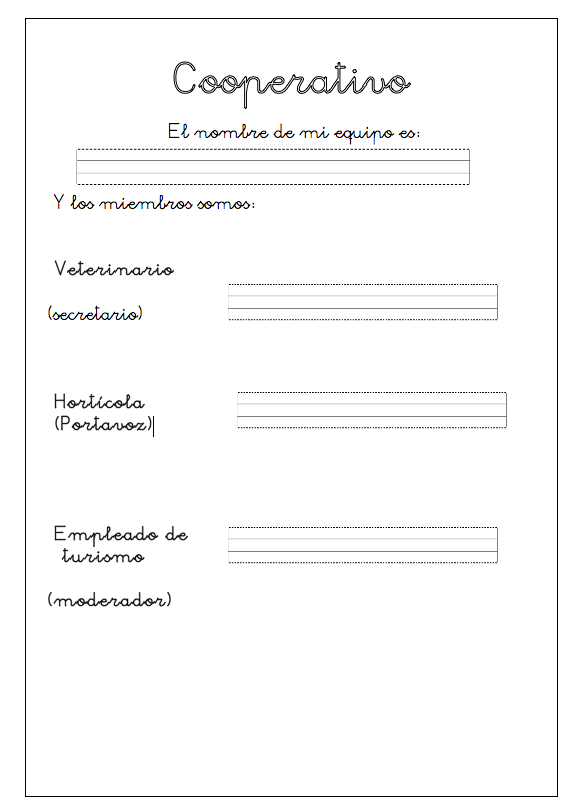 Cooperativo
El nombre de mi equipo es:
Y los miembros somos:
Veterinario
(secretario)
Hortícola
(Portavoz)
Empleado de
turismo
(moderador)